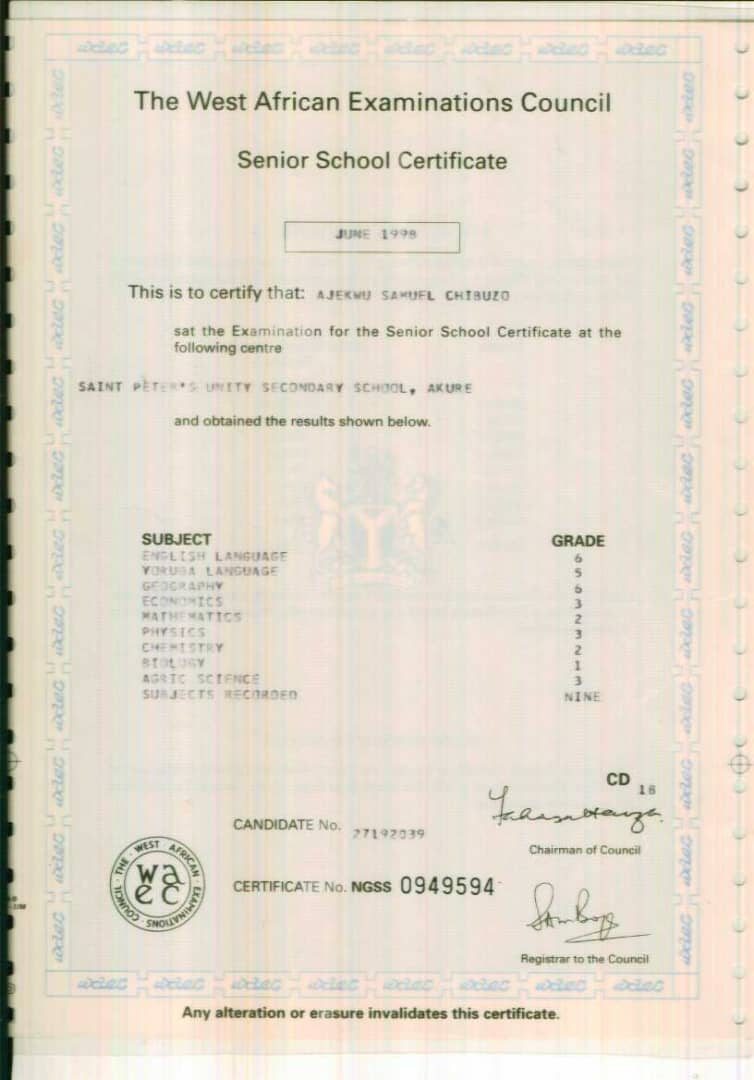 The West African Examinations Council
Senior School Certificate
JUNE 1998
This is to certify that: AJEKWU SAMUEL CHIBUZO
sat the Examination for the Senior School Certificate at the
following centre
SAINT PETER'S UNITY SECONDARY SCHOOL, AKURE
and obtained the results shown below.
SUBJECT GRADE
ENGLISH LANGUAGE 6
YORUBA LANGUAGE 5
GEOGRAPHY 6
ECONOMICS 3
MATHEMATICS 2
PHYSICS 3
CHEMISTRY 2
BIOLOGY 1
AGRIC SCIENCE 3
SUBJECTS RECORDED NINE
CD 18
CANDIDATE No. 27192039
Chairman of Council
THE WEST AFRICAN EXAMINATIONS COUNCIL
waec
CERTIFICATE No. NGSS 0949594
Registrar to the Council
Any alteration or erasure invalidates this certificate.